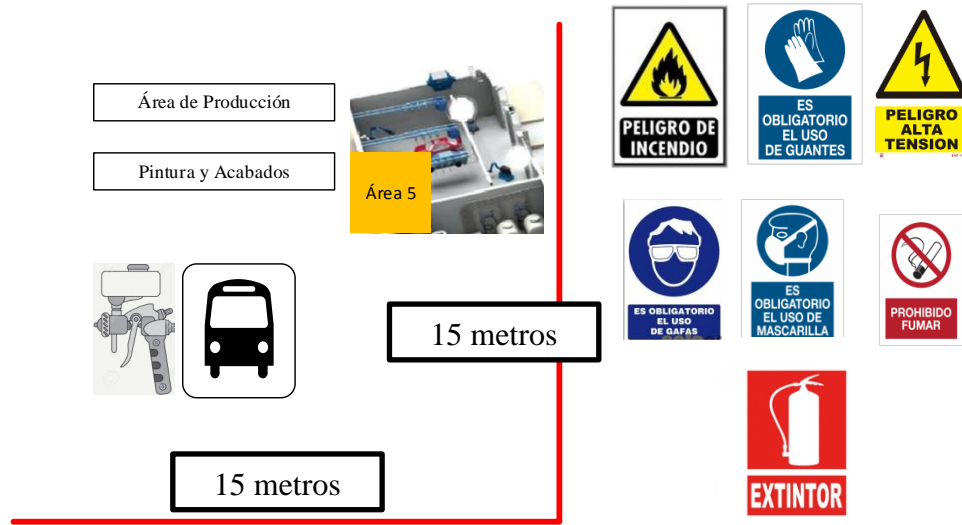 Área de Producción
Pintura y Acabados
Área 5
15 metros
15 metros
PELIGRO DE
INCENDIO
ES
OBLIGATORIO
EL USO
DE GUANTES
PELIGRO
ALTA
TENSION
ES OBLIGATORIO
EL USO
DE GAFAS
ES
OBLIGATORIO
EL USO DE
MASCARILLA
PROHIBIDO
FUMAR
EXTINTOR